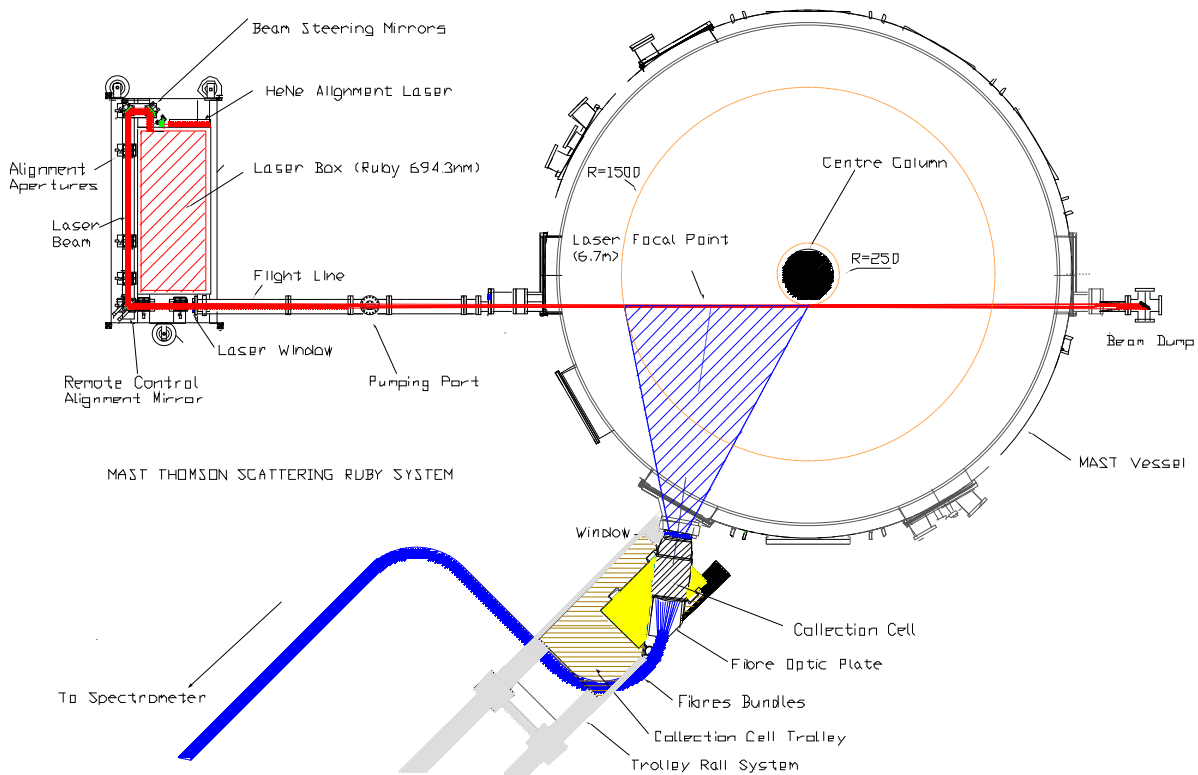 Beam Steering Mirrors
HeNe Alignment Laser
Alignment
Apertures
Laser Box (Ruby 694.3nm)
Laser
Beam
Flight Line
Laser Window
Remote Control
Alignment Mirror
Pumping Port
R=1500
Centre Column
Laser Focal Point
(6.7m)
R=250
Beam Dump
MAST Vessel
MAST THOMSON SCATTERING RUBY SYSTEM
Window
Collection Cell
Fibre Optic Plate
To Spectrometer
Fibres Bundles
Collection Cell Trolley
Trolley Rail System